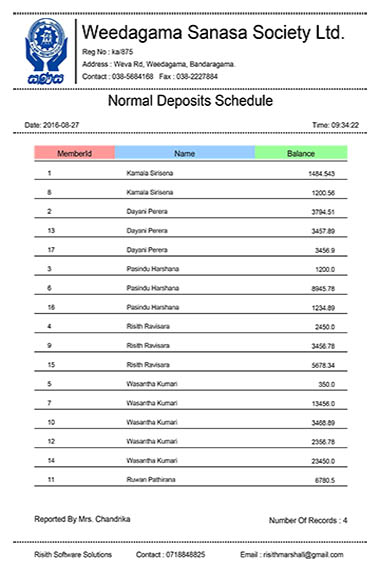 Weedagama Sanasa Society Ltd.
Reg No : ka/875
Address : Weva Rd, Weedagama, Bandaragama.
Contact : 038-5684168 Fax : 038-2227884
සණස
Normal Deposits Schedule
Date: 2016-08-27 Time: 09:34:22
MemberId Name Balance
1 Kamala Sirisena 1484.543
8 Kamala Sirisena 1200.56
2 Dayani Perera 3794.51
13 Dayani Perera 3457.89
17 Dayani Perera 3456.9
3 Pasindu Harshana 1200.0
6 Pasindu Harshana 8945.78
16 Pasindu Harshana 1234.89
4 Risith Ravisara 2450.0
9 Risith Ravisara 3456.78
15 Risith Ravisara 5678.34
5 Wasantha Kumari 350.0
7 Wasantha Kumari 13456.0
10 Wasantha Kumari 3468.89
12 Wasantha Kumari 2356.78
14 Wasantha Kumari 23450.0
11 Ruwan Pathirana 6780.5
Reported By Mrs. Chandrika Number Of Records : 4
Risith Software Solutions Contact : 0718848825 Email : risithmarshall@gmail.com